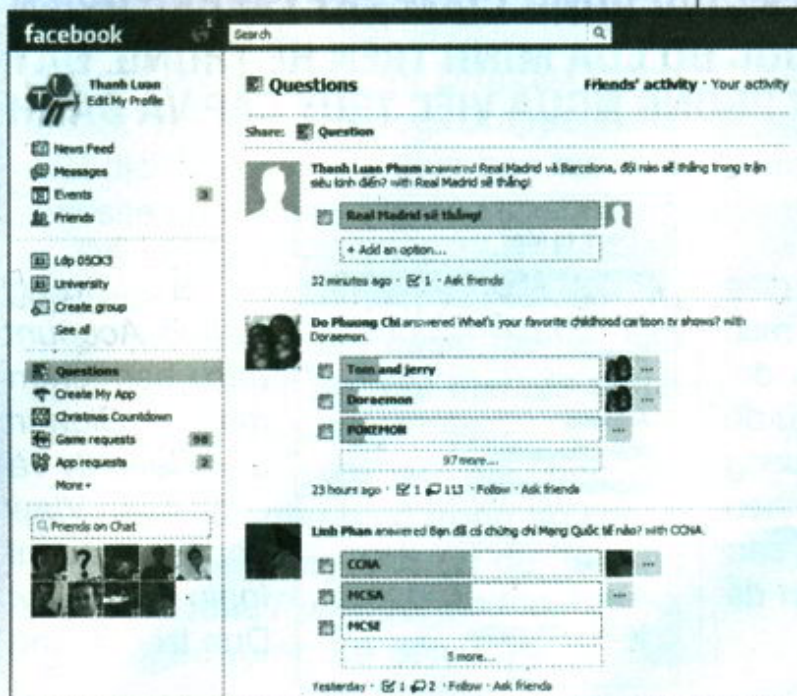 facebook
1
Search
Thanh Luan
Edit My Profile
News Feed
Messages
Events 3
Friends
Lớp 05CK3
University
Create group
See all
Questions
Create My App
Christmas Countdown
Game requests
App requests 2
More
Friends on Chat
Questions
Friends' activity · Your activity
Share: Question
Thanh Luan Pham answered Real Madrid và Barcelona, đội nào sẽ thắng trong trận
siêu kinh điển? with Real Madrid sẽ thắng!
Real Madrid sẽ thắng!
+ Add an option...
32 minutes ago · 1 · Ask friends
Do Phuong Chi answered What's your favorite childhood cartoon tv shows? with
Doraemon.
Tom and Jerry
...
Doraemon
...
POKEMON
...
97 more...
23 hours ago · 1 113 · Follow · Ask friends
Linh Phan answered Bạn đã có chứng chỉ Mạng Quốc tế nào? with CCNA.
CCNA
...
MCSA
...
MCSE
5 more...
Yesterday · 1 2 · Follow · Ask friends